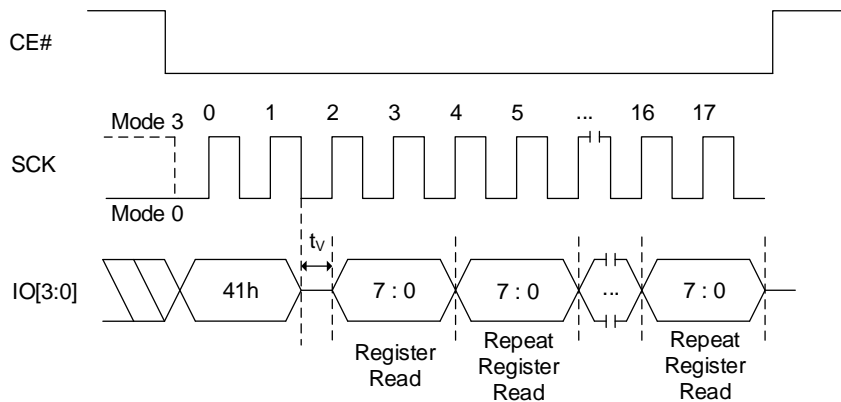 CE#
0 1 2 3 4 5 ... 16 17
Mode 3
SCK
Mode 0
tV
IO[3:0]
41h 7 : 0 7 : 0 ... 7 : 0
Register
Read
Repeat
Register
Read
Repeat
Register
Read